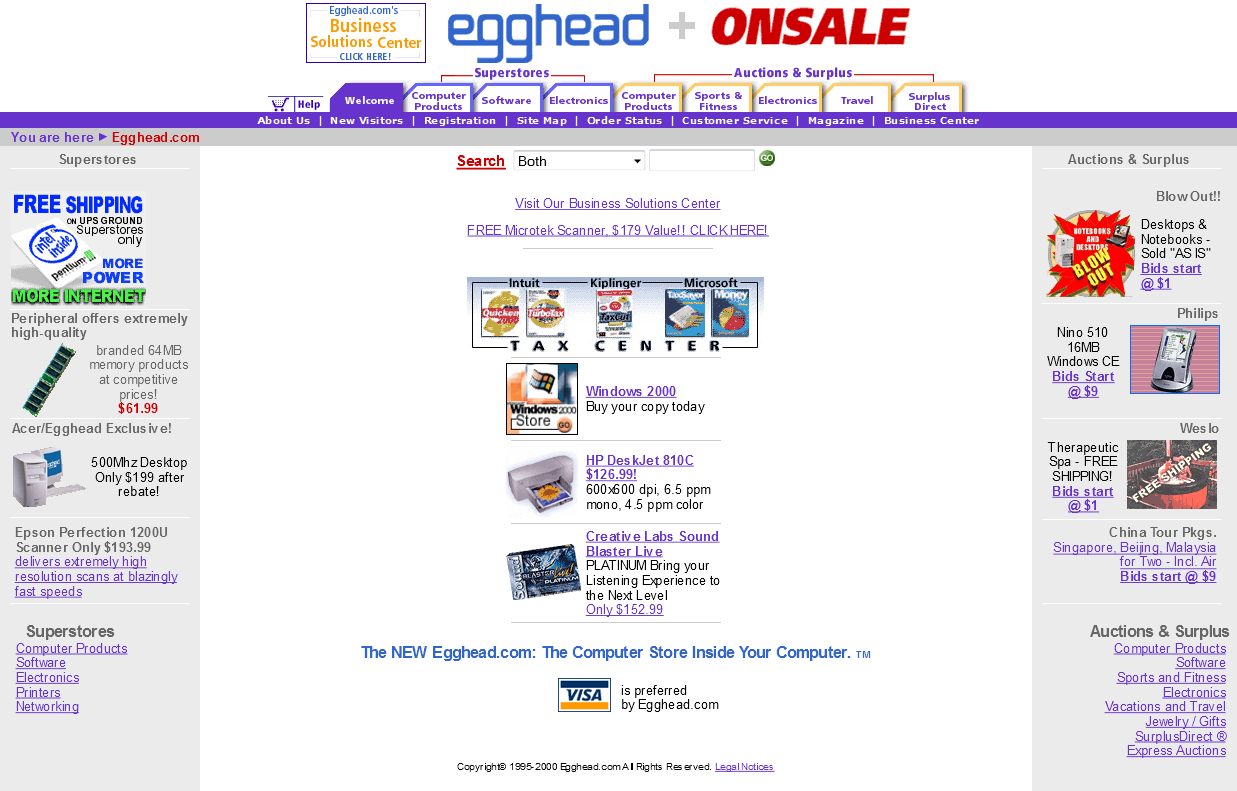 Egghead.com's
Business
Solutions Center
CLICK HERE!
egghead + ONSALE
Superstores
Auctions & Surplus
Help
Welcome
Computer Products
Software
Electronics
Computer Products
Sports & Fitness
Electronics
Travel
Surplus Direct
About Us | New Visitors | Registration | Site Map | Order Status | Customer Service | Magazine | Business Center
You are here Egghead.com
Superstores
FREE SHIPPING
ON UPS GROUND
Superstores
only
intel inside
pentium
MORE
POWER
MORE INTERNET
Peripheral offers extremely
high-quality
branded 64MB
memory products
at competitive
prices!
$61.99
Acer/Egghead Exclusive!
500Mhz Desktop
Only $199 after
rebate!
Epson Perfection 1200U
Scanner Only $193.99
delivers extremely high
resolution scans at blazingly
fast speeds
Superstores
Computer Products
Software
Electronics
Printers
Networking
Search Both GO
Visit Our Business Solutions Center
FREE Microtek Scanner, $179 Value!! CLICK HERE!
Intuit Kiplinger Microsoft
Quicken 2000
TurboTax
TaxCut
TaxSaver
Money
TAX CENTER
Windows 2000
Store GO
Windows 2000
Buy your copy today
HP DeskJet 810C
$126.99!
600x600 dpi, 6.5 ppm
mono, 4.5 ppm color
SOUND
BLASTER Live!
PLATINUM
Creative Labs Sound
Blaster Live
PLATINUM Bring your
Listening Experience to
the Next Level
Only $152.99
The NEW Egghead.com: The Computer Store Inside Your Computer. TM
VISA
is preferred
by Egghead.com
Copyright© 1995-2000 Egghead.com All Rights Reserved. Legal Notices
Auctions & Surplus
Blow Out!!
NOTEBOOKS
AND
DESKTOPS
BLOW
OUT
Desktops &
Notebooks -
Sold "AS IS"
Bids start
@ $1
Philips
Nino 510
16MB
Windows CE
Bids Start
@ $9
Weslo
Therapeutic
Spa - FREE
SHIPPING!
Bids start
@ $1
FREE SHIPPING
China Tour Pkgs.
Singapore, Beijing, Malaysia
for Two - Incl. Air
Bids start @ $9
Auctions & Surplus
Computer Products
Software
Sports and Fitness
Electronics
Vacations and Travel
Jewelry / Gifts
SurplusDirect ®
Express Auctions